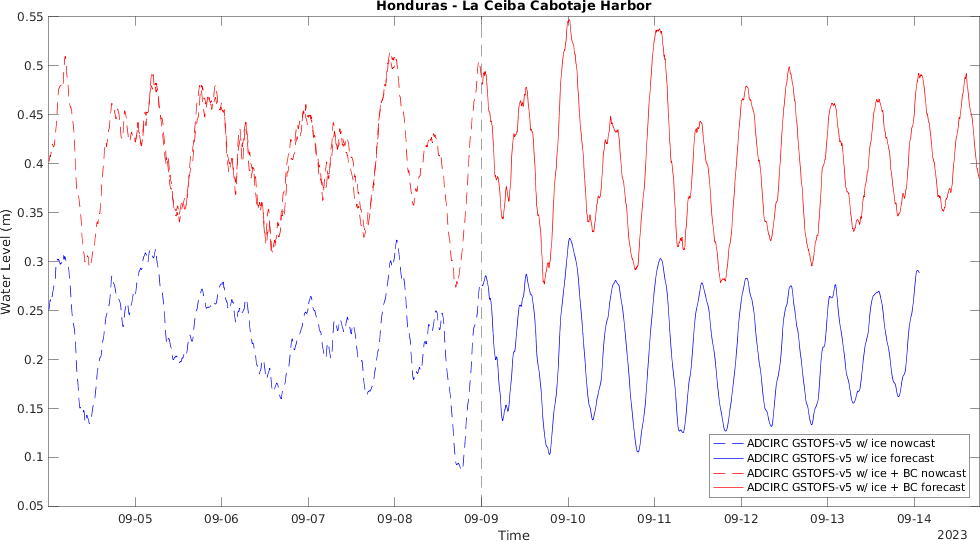 Honduras - La Ceiba Cabotaje Harbor
0.55
0.5
0.45
0.4
0.35
0.3
0.25
0.2
0.15
0.1
0.05
Water Level (m)
ADCIRC GSTOFS-v5 w/ ice nowcast
ADCIRC GSTOFS-v5 w/ ice forecast
ADCIRC GSTOFS-v5 w/ ice + BC nowcast
ADCIRC GSTOFS-v5 w/ ice + BC forecast
09-05 09-06 09-07 09-08 09-09 09-10 09-11 09-12 09-13 09-14
Time
2023